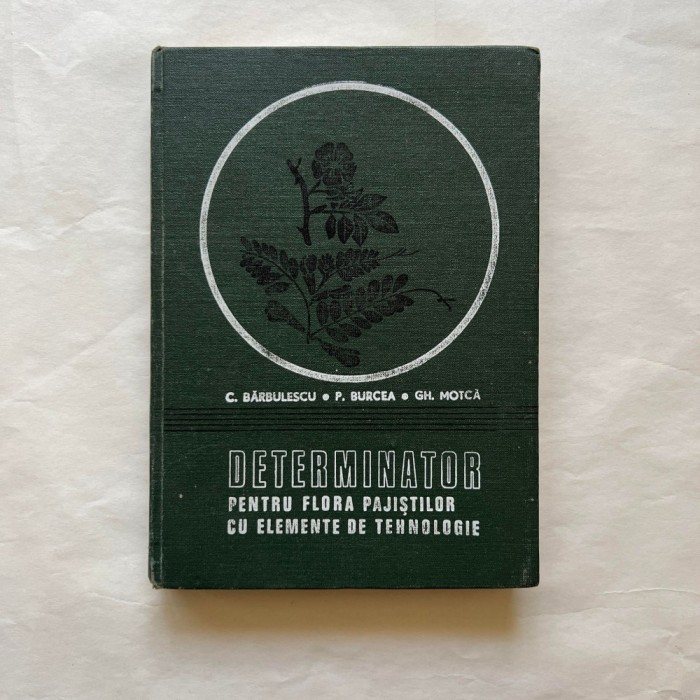 C. BĂRBULESCU • P. BURCEA • GH. MOTCĂ
DETERMINATOR
PENTRU FLORA PAJIȘTILOR
CU ELEMENTE DE TEHNOLOGIE